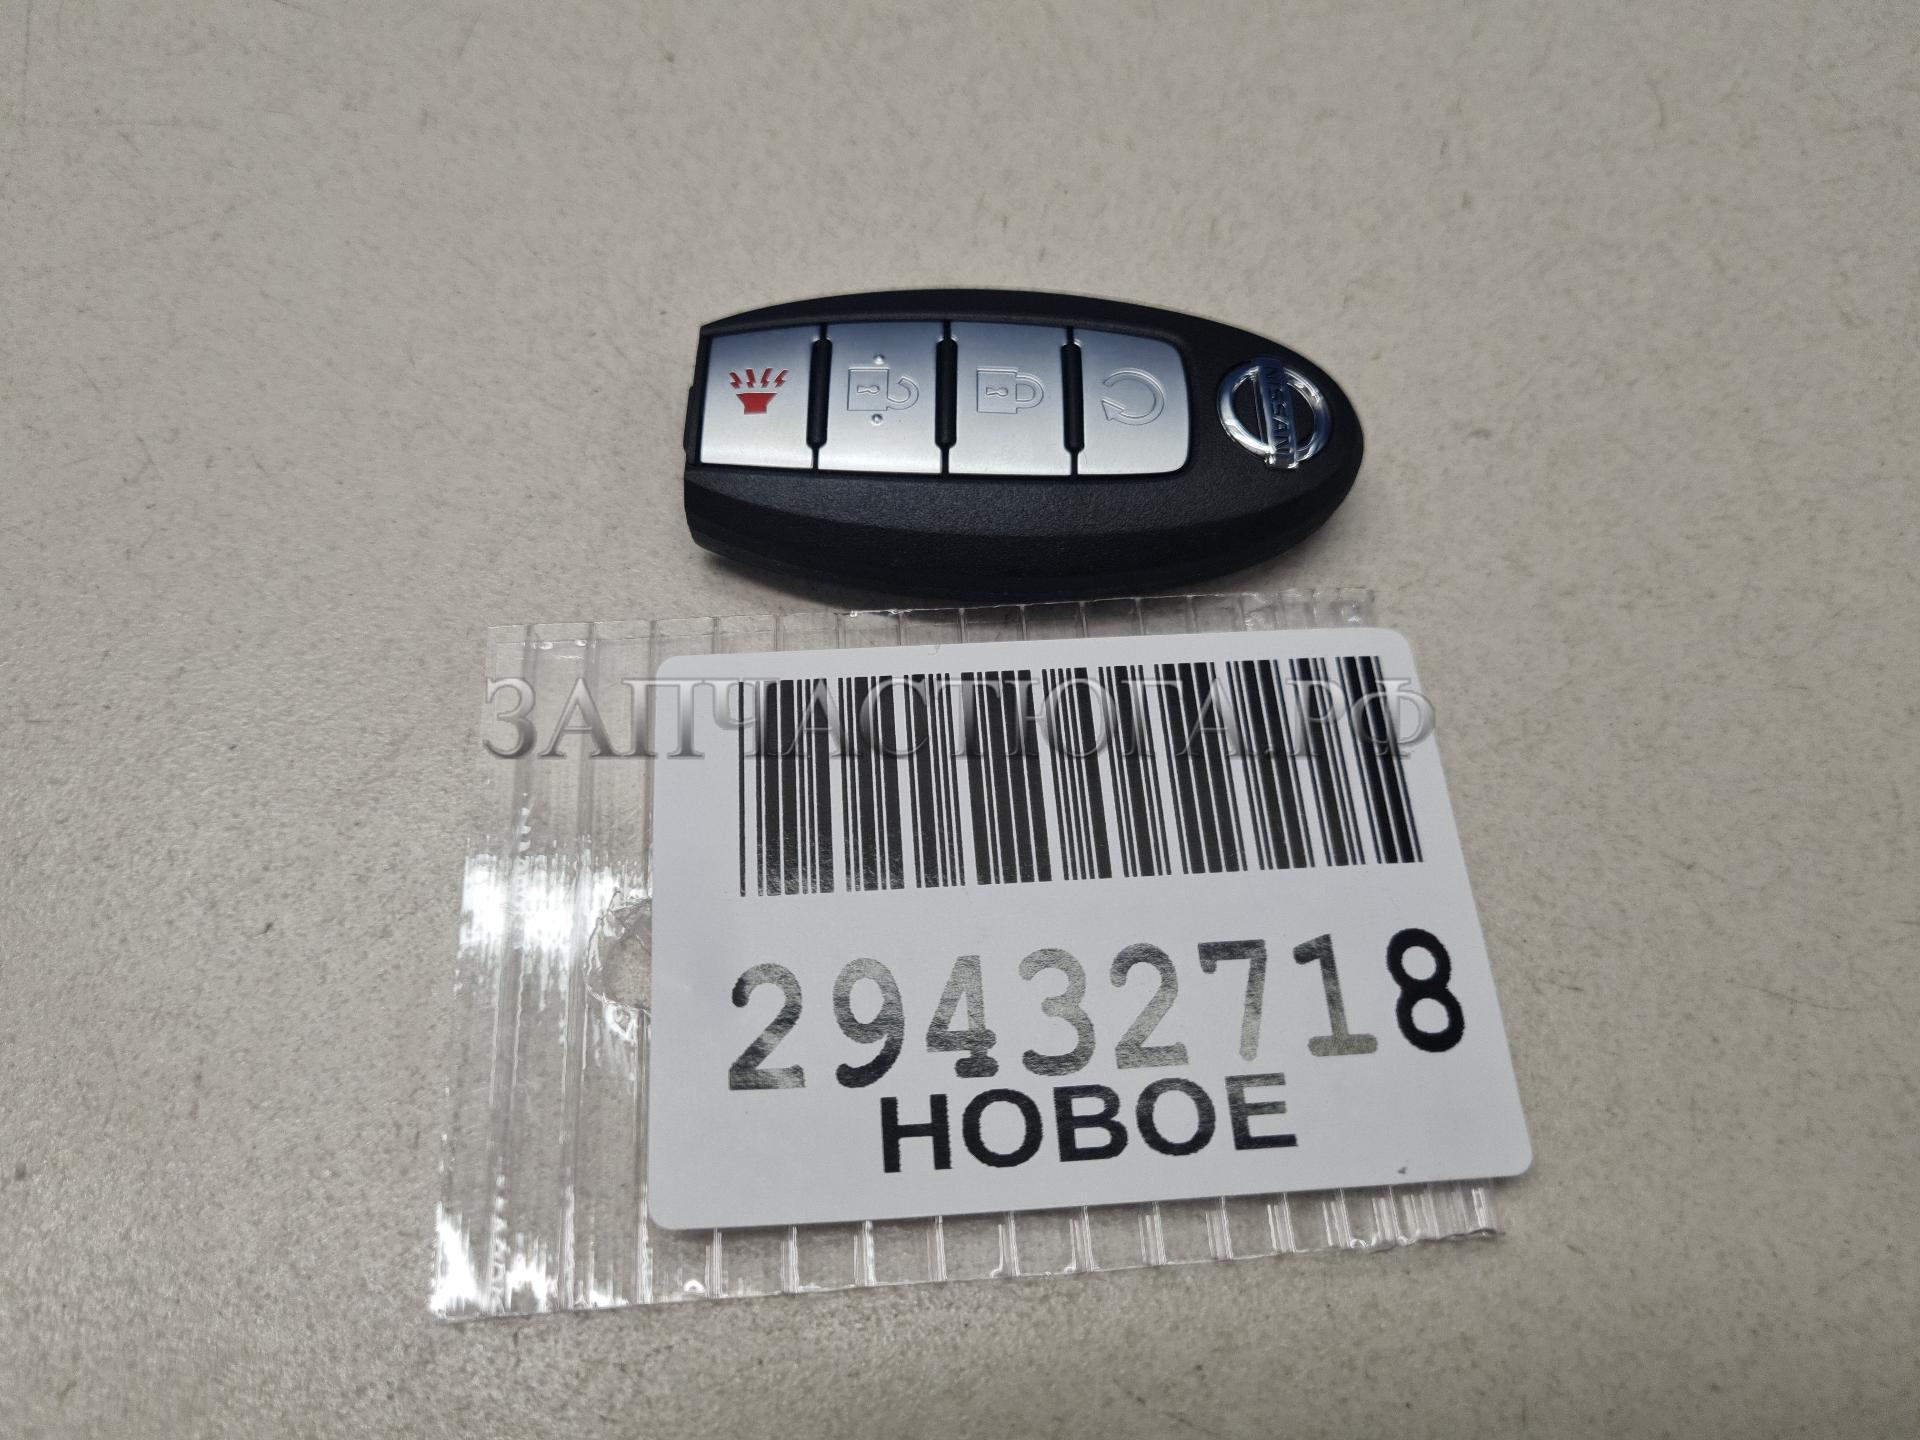 NISSAN
ЗАПЧАСТЮГА.РФ
29432718
НОВОЕ